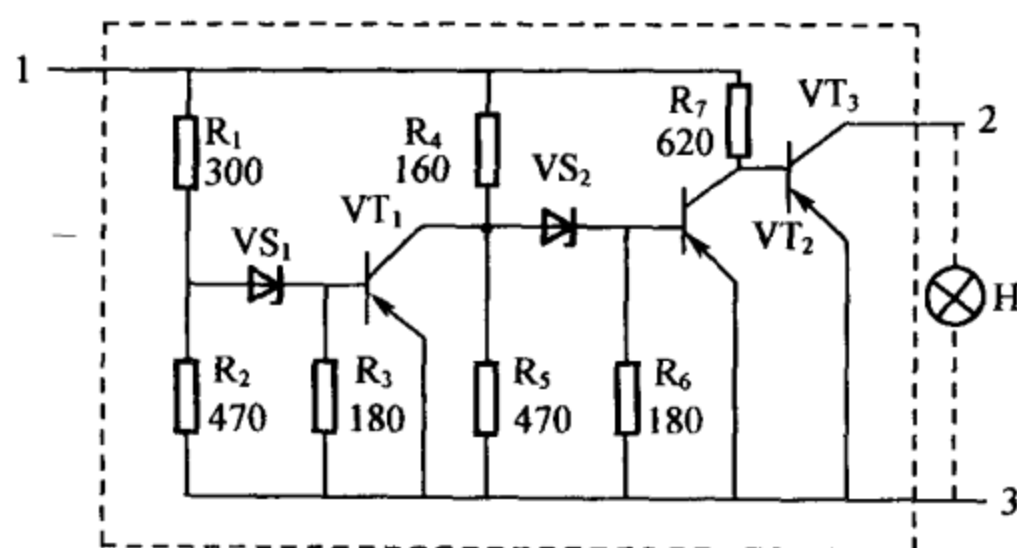 1
R₁
300
R₄
160
R₇
620
VT₃
2
VS₂
VT₁
VS₁
VT₂
H
R₂
470
R₃
180
R₅
470
R₆
180
3